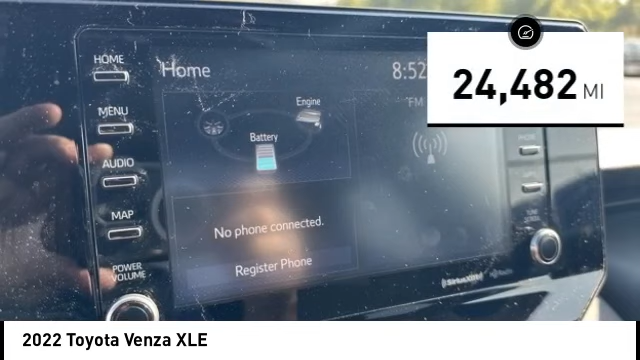 HOME
MENU
AUDIO
MAP
POWER
VOLUME
Home
8:52
Engine
Battery
FM
No phone connected.
Register Phone
SiriusXM
24,482 MI
2022 Toyota Venza XLE